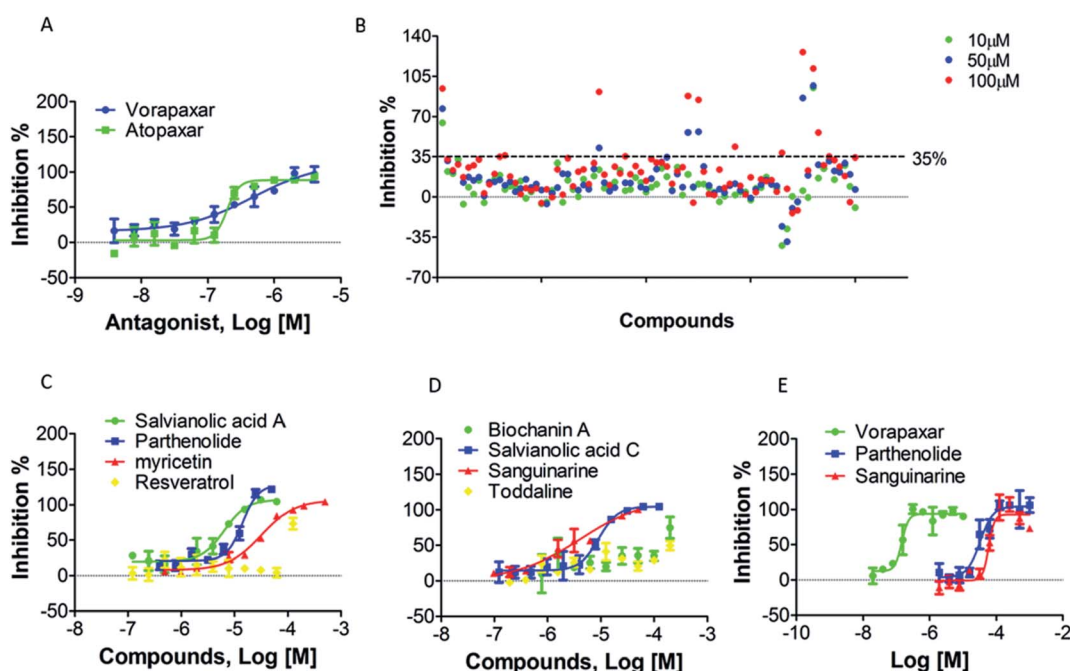 A
Vorapaxar
Atopaxar
Inhibition %
200
150
100
50
0
-50
-9 -8 -7 -6 -5
Antagonist, Log [M]
B
10μM
50μM
100μM
Inbition %
140
105
70
35
0
-35
-70
35%
Compounds
C
Salvianolic acid A
Parthenolide
myricetin
Resveratrol
Inhibition %
200
150
100
50
0
-50
-7 -6 -5 -4 -3
Compounds, Log [M]
D
Biochanin A
Salvianolic acid C
Sanguinarine
Toddaline
Inhibition %
200
150
100
50
0
-50
-8 -7 -6 -5 -4 -3
Compounds, Log [M]
E
Vorapaxar
Parthenolide
Sanguinarine
Inhibition %
200
150
100
50
0
-50
-10 -8 -6 -4 -2
Log [M]